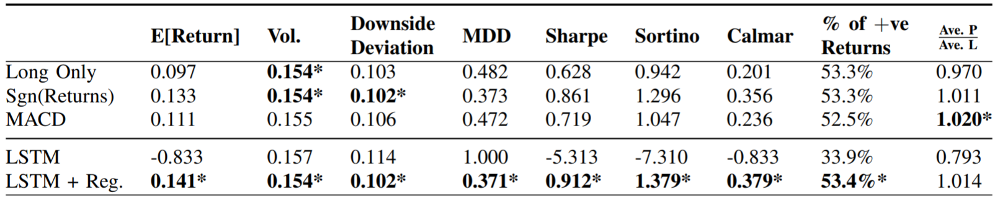 E[Return] Vol. Downside Deviation MDD Sharpe Sortino Calmar % of +ve Returns Ave. P / Ave. L
Long Only 0.097 0.154* 0.103 0.482 0.628 0.942 0.201 53.3% 0.970
Sgn(Returns) 0.133 0.154* 0.102* 0.373 0.861 1.296 0.356 53.3% 1.011
MACD 0.111 0.155 0.106 0.472 0.719 1.047 0.236 52.5% 1.020*
LSTM -0.833 0.157 0.114 1.000 -5.313 -7.310 -0.833 33.9% 0.793
LSTM + Reg. 0.141* 0.154* 0.102* 0.371* 0.912* 1.379* 0.379* 53.4%* 1.014